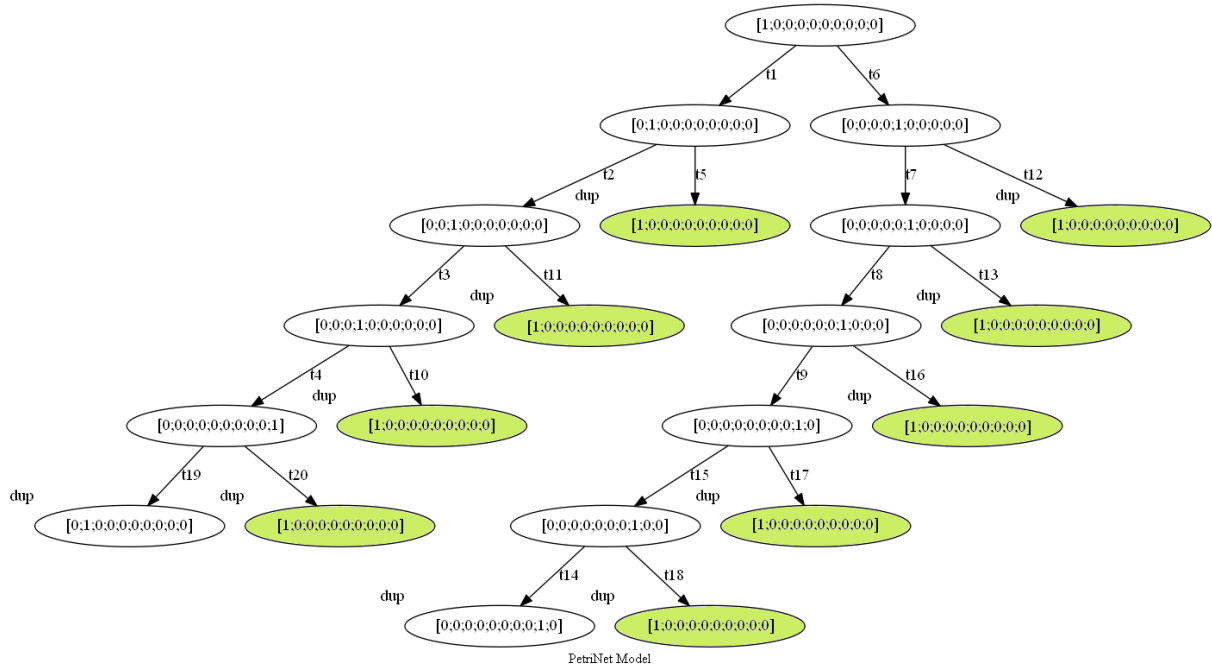 [1;0;0;0;0;0;0;0;0;0]
t1
t6
[0;1;0;0;0;0;0;0;0;0]
[0;0;0;0;1;0;0;0;0;0]
t2
t5
t7
t12
dup
dup
[0;0;1;0;0;0;0;0;0;0]
[1;0;0;0;0;0;0;0;0;0]
[0;0;0;0;0;1;0;0;0;0]
[1;0;0;0;0;0;0;0;0;0]
t3
t11
t8
t13
dup
dup
[0;0;0;1;0;0;0;0;0;0]
[1;0;0;0;0;0;0;0;0;0]
[0;0;0;0;0;0;1;0;0;0]
[1;0;0;0;0;0;0;0;0;0]
t4
t10
t9
t16
dup
dup
[0;0;0;0;0;0;0;0;0;1]
[1;0;0;0;0;0;0;0;0;0]
[0;0;0;0;0;0;0;0;1;0]
[1;0;0;0;0;0;0;0;0;0]
t19
t20
t15
t17
dup
dup
dup
[0;1;0;0;0;0;0;0;0;0]
[1;0;0;0;0;0;0;0;0;0]
[0;0;0;0;0;0;0;1;0;0]
[1;0;0;0;0;0;0;0;0;0]
t14
t18
dup
dup
[0;0;0;0;0;0;0;0;1;0]
[1;0;0;0;0;0;0;0;0;0]
PetriNet Model